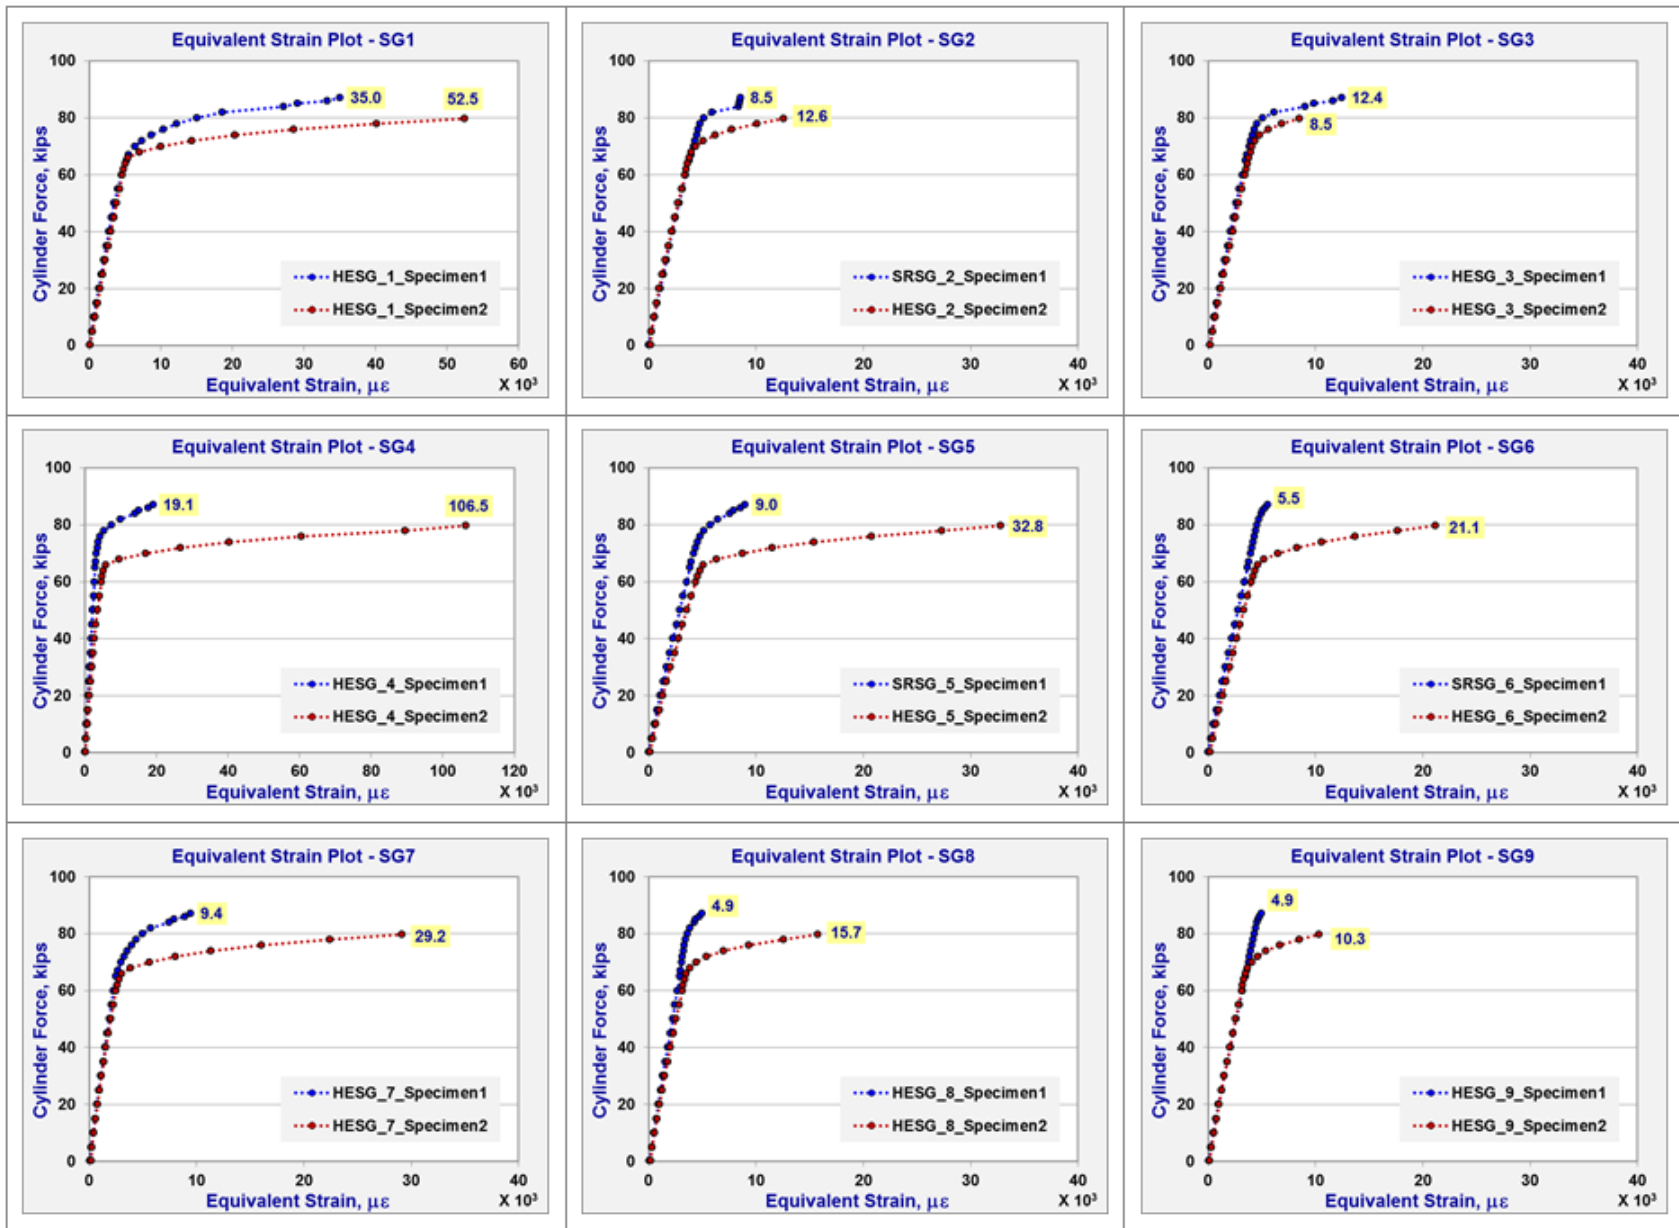 Equivalent Strain Plot - SG1
Cylinder Force, kips
100
80
60
40
20
0
35.0
52.5
HESG_1_Specimen1
HESG_1_Specimen2
0 10 20 30 40 50 60
Equivalent Strain, µε
X 10³
Equivalent Strain Plot - SG2
Cylinder Force, kips
100
80
60
40
20
0
8.5
12.6
SRSG_2_Specimen1
HESG_2_Specimen2
0 10 20 30 40
Equivalent Strain, µε
X 10³
Equivalent Strain Plot - SG3
Cylinder Force, kips
100
80
60
40
20
0
12.4
8.5
HESG_3_Specimen1
HESG_3_Specimen2
0 10 20 30 40
Equivalent Strain, µε
X 10³
Equivalent Strain Plot - SG4
Cylinder Force, kips
100
80
60
40
20
0
19.1
106.5
HESG_4_Specimen1
HESG_4_Specimen2
0 20 40 60 80 100 120
Equivalent Strain, µε
X 10³
Equivalent Strain Plot - SG5
Cylinder Force, kips
100
80
60
40
20
0
9.0
32.8
SRSG_5_Specimen1
HESG_5_Specimen2
0 10 20 30 40
Equivalent Strain, µε
X 10³
Equivalent Strain Plot - SG6
Cylinder Force, kips
100
80
60
40
20
0
5.5
21.1
SRSG_6_Specimen1
HESG_6_Specimen2
0 10 20 30 40
Equivalent Strain, µε
X 10³
Equivalent Strain Plot - SG7
Cylinder Force, kips
100
80
60
40
20
0
9.4
29.2
HESG_7_Specimen1
HESG_7_Specimen2
0 10 20 30 40
Equivalent Strain, µε
X 10³
Equivalent Strain Plot - SG8
Cylinder Force, kips
100
80
60
40
20
0
4.9
15.7
HESG_8_Specimen1
HESG_8_Specimen2
0 10 20 30 40
Equivalent Strain, µε
X 10³
Equivalent Strain Plot - SG9
Cylinder Force, kips
100
80
60
40
20
0
4.9
10.3
HESG_9_Specimen1
HESG_9_Specimen2
0 10 20 30 40
Equivalent Strain, µε
X 10³